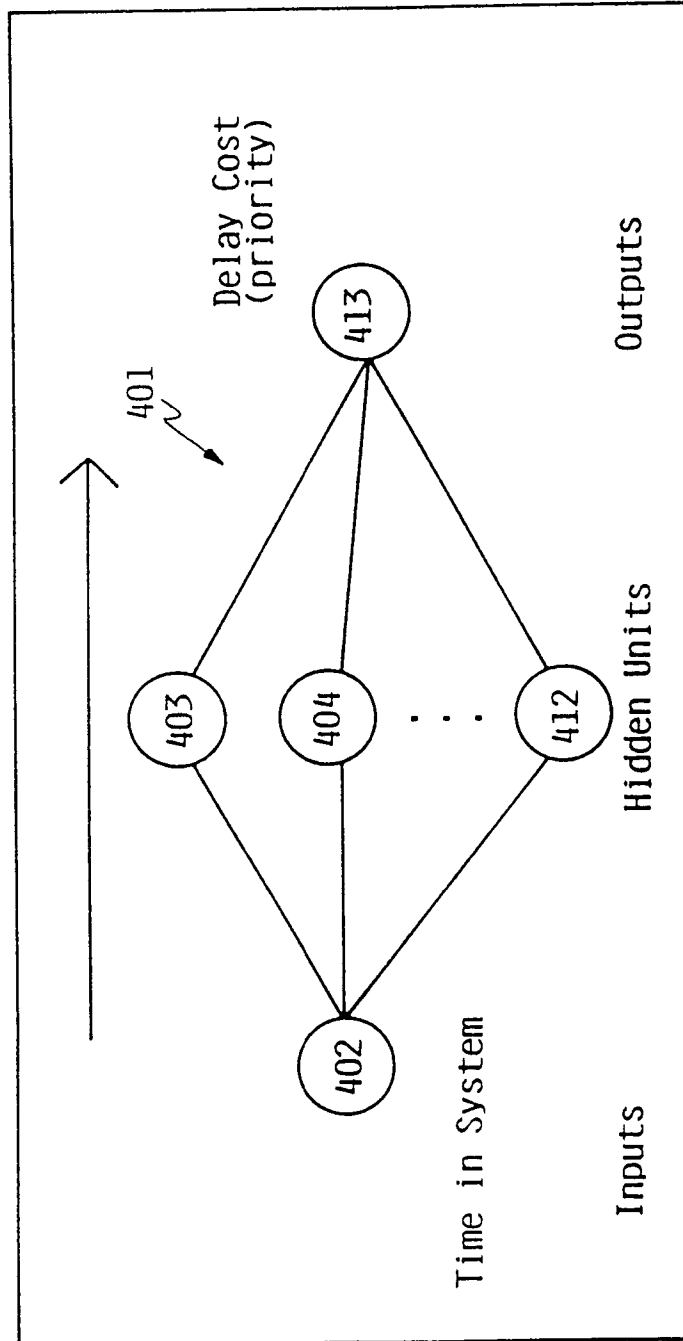 401
Delay Cost
(priority)
403
402
404
413
. . .
412
Time in System
Inputs
Hidden Units
Outputs